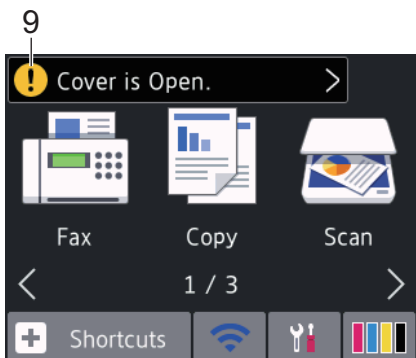 9
! Cover is Open. >
Fax Copy Scan
< 1 / 3 >
+ Shortcuts